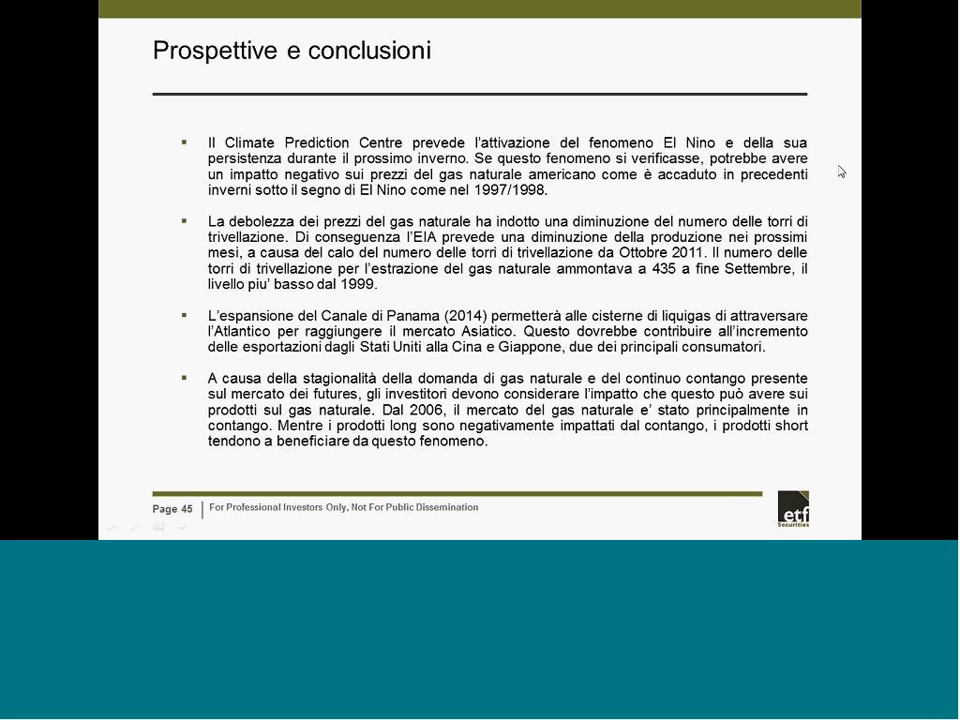 Prospettive e conclusioni
Il Climate Prediction Centre prevede l'attivazione del fenomeno El Nino e della sua
persistenza durante il prossimo inverno. Se questo fenomeno si verificasse, potrebbe avere
un impatto negativo sui prezzi del gas naturale americano come è accaduto in precedenti
inverni sotto il segno di El Nino come nel 1997/1998.
La debolezza dei prezzi del gas naturale ha indotto una diminuzione del numero delle torri di
trivellazione. Di conseguenza l'EIA prevede una diminuzione della produzione nei prossimi
mesi, a causa del calo del numero delle torri di trivellazione da Ottobre 2011. Il numero delle
torri di trivellazione per l'estrazione del gas naturale ammontava a 435 a fine Settembre, il
livello piu' basso dal 1999.
L'espansione del Canale di Panama (2014) permetterà alle cisterne di liquigas di attraversare
l'Atlantico per raggiungere il mercato Asiatico. Questo dovrebbe contribuire all'incremento
delle esportazioni dagli Stati Uniti alla Cina e Giappone, due dei principali consumatori.
A causa della stagionalità della domanda di gas naturale e del continuo contango presente
sul mercato dei futures, gli investitori devono considerare l'impatto che questo può avere sui
prodotti sul gas naturale. Dal 2006, il mercato del gas naturale e' stato principalmente in
contango. Mentre i prodotti long sono negativamente impattati dal contango, i prodotti short
tendono a beneficiare da questo fenomeno.
Page 45 For Professional Investors Only, Not For Public Dissemination
etf
Securities